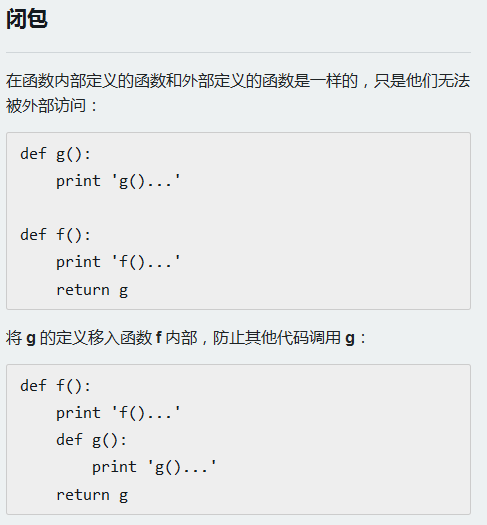 闭包
在函数内部定义的函数和外部定义的函数是一样的，只是他们无法
被外部访问：
def g():
    print 'g()...'
def f():
    print 'f()...'
    return g
将 g 的定义移入函数 f 内部，防止其他代码调用 g：
def f():
    print 'f()...'
    def g():
        print 'g()...'
    return g